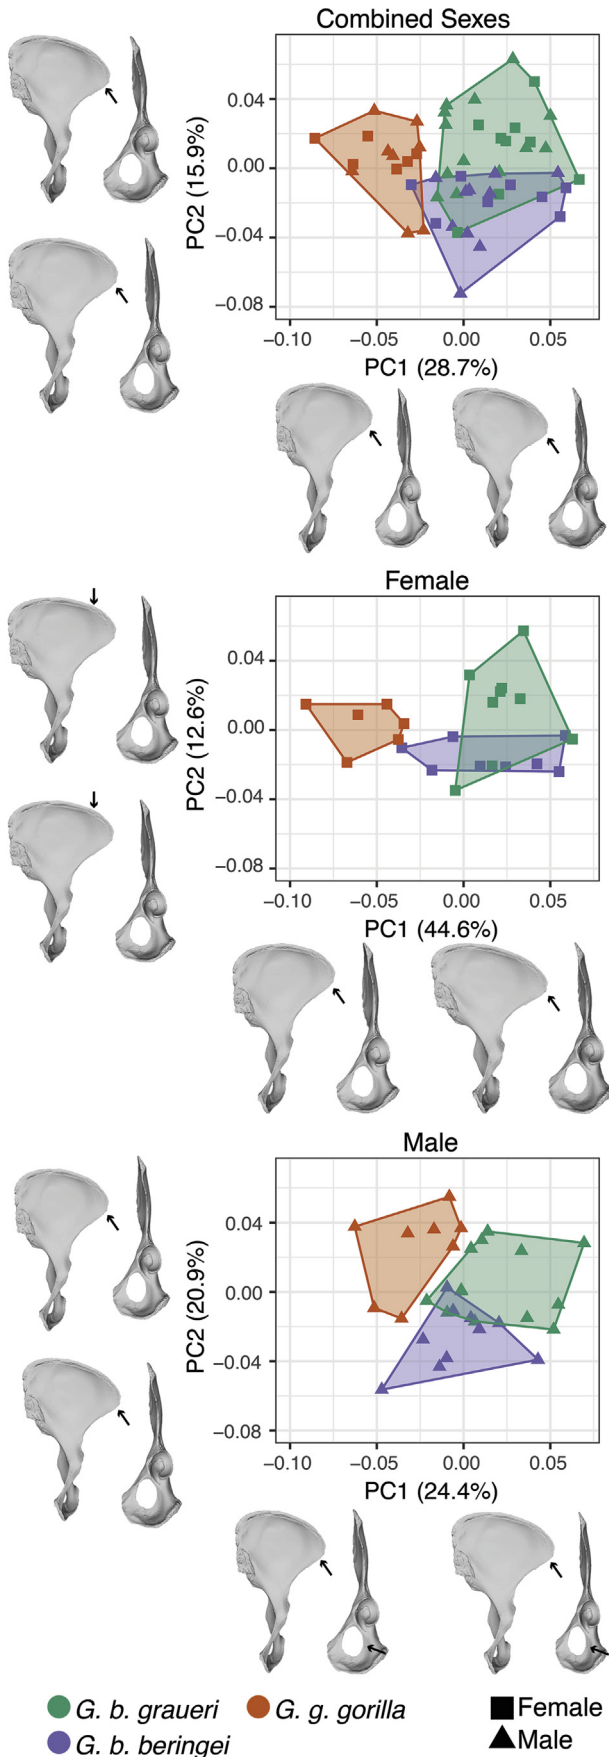 Combined Sexes
PC2 (15.9%)
0.04
0.00
−0.04
−0.08
−0.10 −0.05 0.00 0.05
PC1 (28.7%)
Female
PC2 (12.6%)
0.04
0.00
−0.04
−0.08
−0.10 −0.05 0.00 0.05
PC1 (44.6%)
Male
PC2 (20.9%)
0.04
0.00
−0.04
−0.08
−0.10 −0.05 0.00 0.05
PC1 (24.4%)
G. b. graueri G. g. gorilla Female
G. b. beringei Male